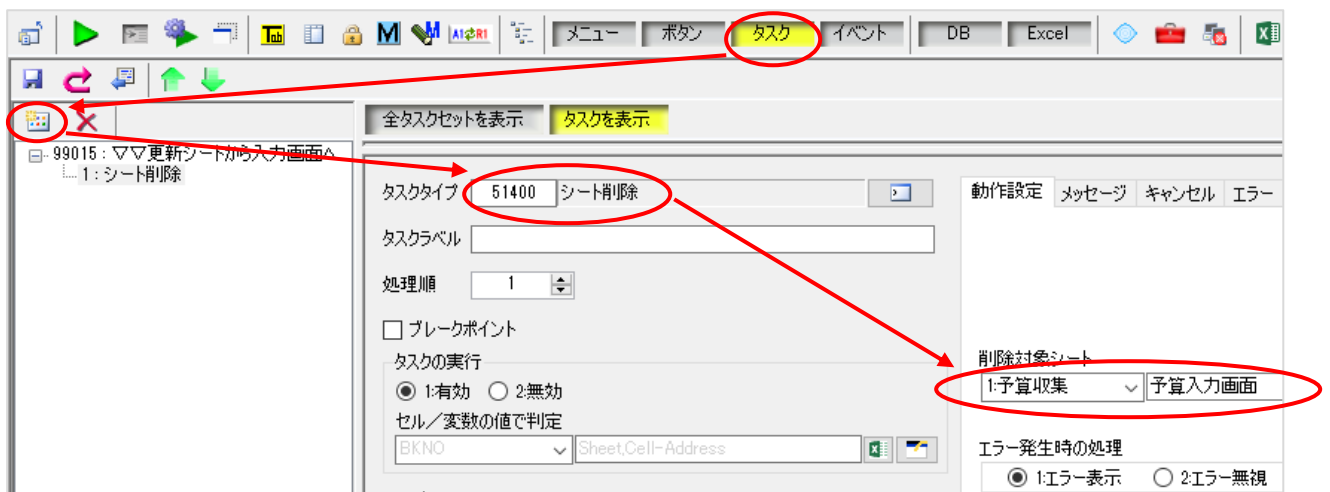 Tab M M A1⇄R1 メニュー ボタン タスク イベント DB Excel
全タスクセットを表示 タスクを表示
99015 : ▽▽更新シートから入力画面へ
1 : シート削除
タスクタイプ 51400 シート削除
動作設定 メッセージ キャンセル エラー
タスクラベル
処理順 1
ブレークポイント
タスクの実行
1:有効 2:無効
セル／変数の値で判定
BKNO Sheet,Cell-Address
削除対象シート
1:予算収集 予算入力画面
エラー発生時の処理
1:エラー表示 2:エラー無視